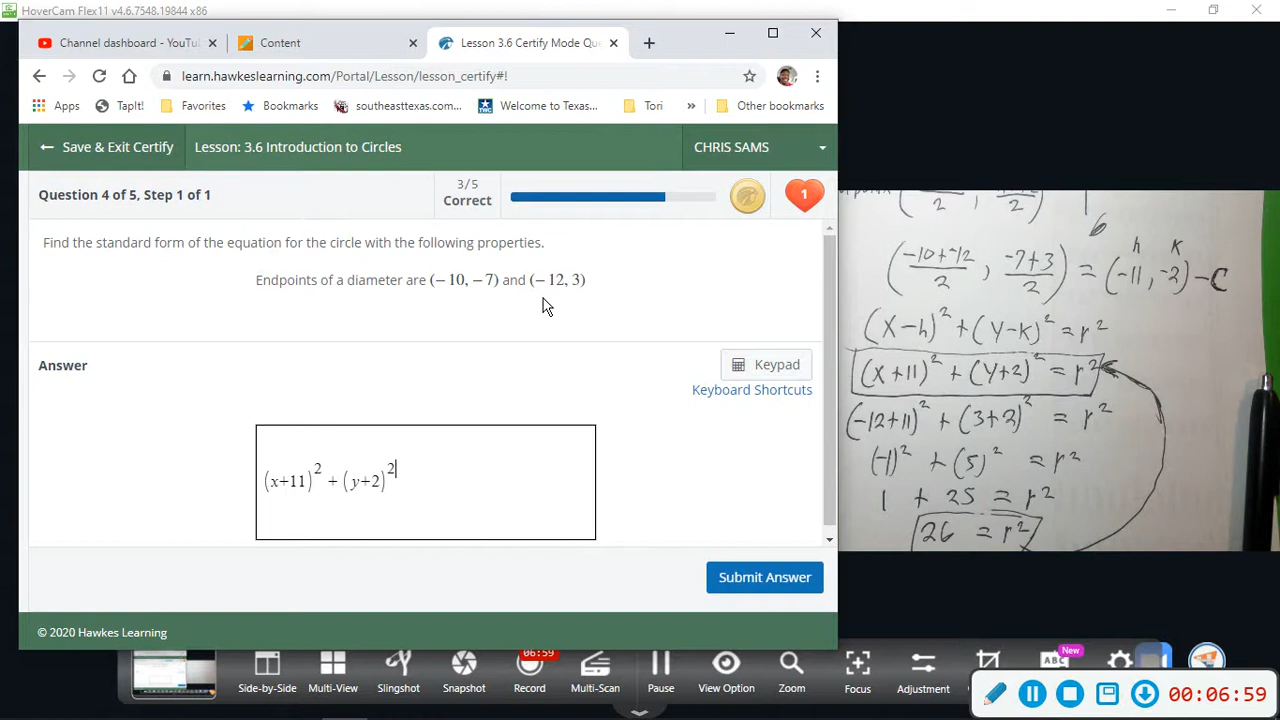 HoverCam Flex11 v4.6.7548.19844 x86
Channel dashboard - YouTu
Content
Lesson 3.6 Certify Mode Qu
learn.hawkeslearning.com/Portal/Lesson/lesson_certify#!
Apps
TapIt!
Favorites
Bookmarks
southeasttexas.com...
Welcome to Texas...
Tori
»
Other bookmarks
← Save & Exit Certify
Lesson: 3.6 Introduction to Circles
CHRIS SAMS
Question 4 of 5, Step 1 of 1
3/5
Correct
1
Find the standard form of the equation for the circle with the following properties.
Endpoints of a diameter are (−10, −7) and (−12, 3)
Answer
Keypad
Keyboard Shortcuts
(x+11)² + (y+2)²
Submit Answer
© 2020 Hawkes Learning
6
h k
(-10+-12/2, -7+3/2) = (-11, -2) - C
(X-h)² + (Y-k)² = r²
(X+11)² + (Y+2)² = r²
(-12+11)² + (3+2)² = r²
(-1)² + (5)² = r²
1 + 25 = r²
26 = r²
Side-by-Side
Multi-View
Slingshot
Snapshot
06:59
Record
Multi-Scan
Pause
View Option
Zoom
Focus
Adjustment
New
ABC
00:06:59